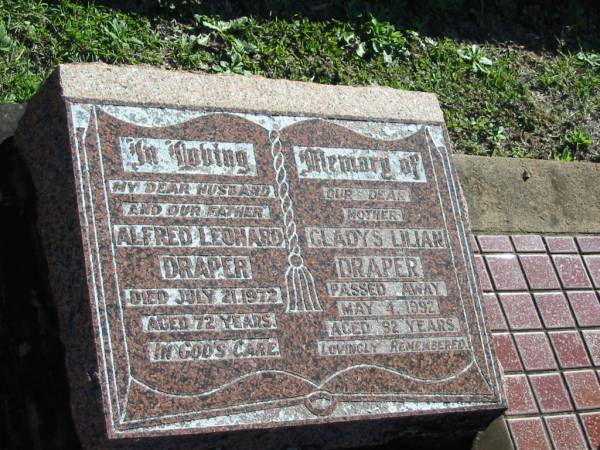 In Loving
MY DEAR HUSBAND
AND OUR FATHER
ALFRED LEONARD
DRAPER
DIED JULY 21, 1972
AGED 72 YEARS.
IN GOD'S CARE.
Memory of
OUR DEAR
MOTHER
GLADYS LILIAN
DRAPER
PASSED AWAY
MAY 4, 1992
AGED 92 YEARS
LOVINGLY REMEMBERED